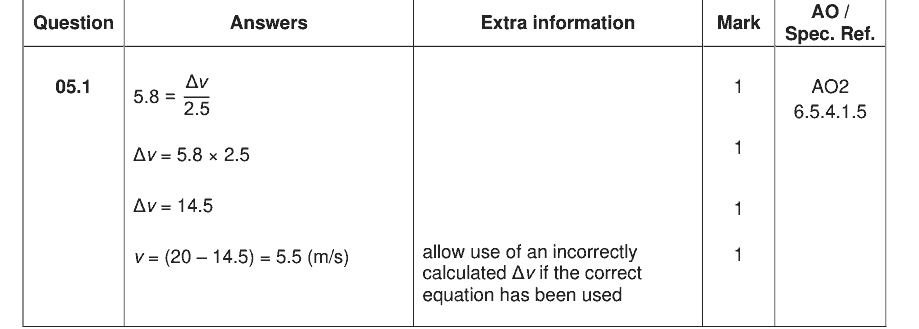 Question Answers Extra information Mark AO /
Spec. Ref.
05.1 5.8 = Δv / 2.5 1 AO2
6.5.4.1.5
Δv = 5.8 × 2.5 1
Δv = 14.5 1
v = (20 – 14.5) = 5.5 (m/s) allow use of an incorrectly 1
calculated Δv if the correct
equation has been used